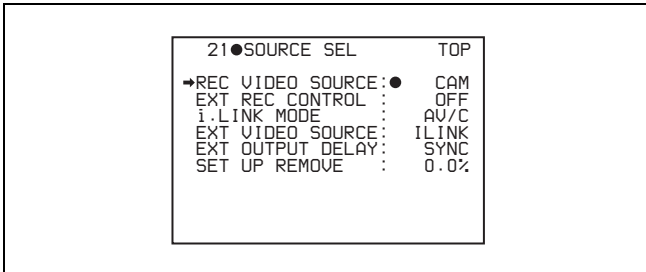 21●SOURCE SEL TOP
➡REC VIDEO SOURCE:● CAM
EXT REC CONTROL : OFF
i.LINK MODE : AV/C
EXT VIDEO SOURCE: ILINK
EXT OUTPUT DELAY: SYNC
SET UP REMOVE : 0.0%